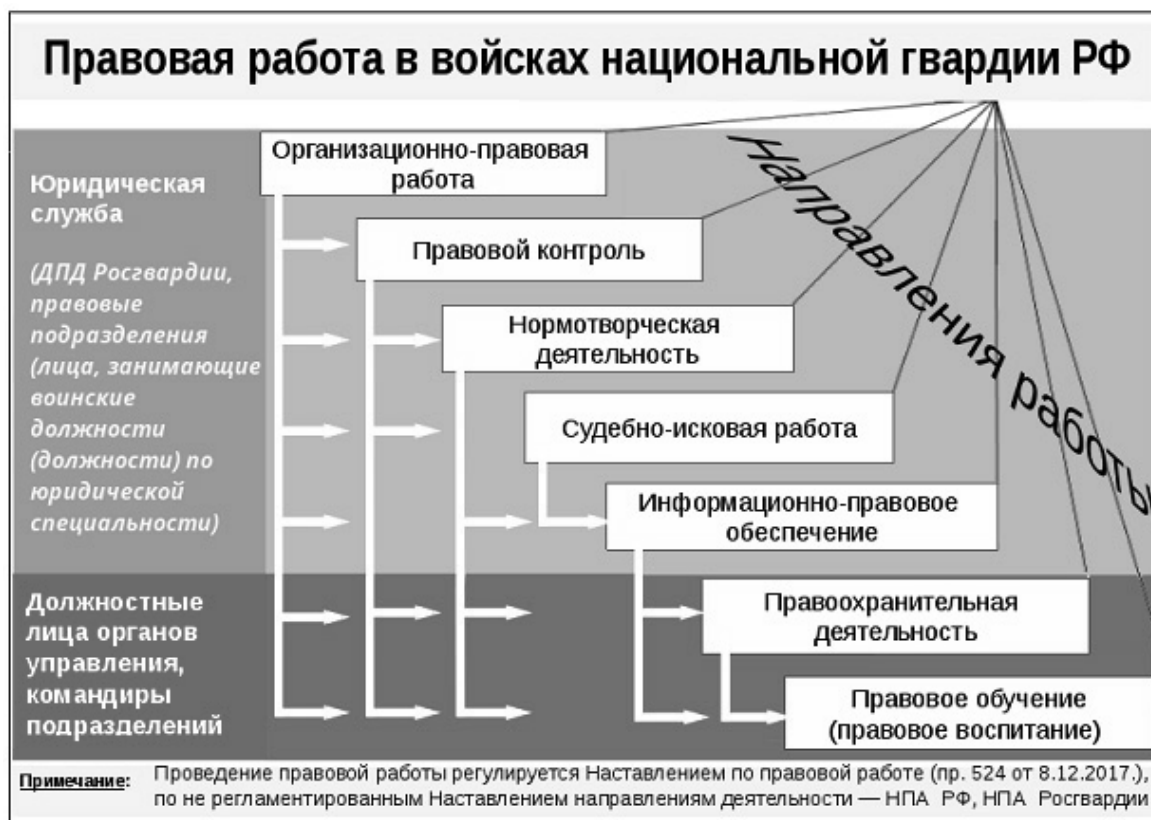 Правовая работа в войсках национальной гвардии РФ
Направления работы
Организационно-правовая
работа
Юридическая
служба
(ДПД Росгвардии,
правовые
подразделения
(лица, занимающие
воинские
должности
(должности) по
юридической
специальности)
Правовой контроль
Нормотворческая
деятельность
Судебно-исковая работа
Информационно-правовое
обеспечение
Должностные
лица органов
управления,
командиры
подразделений
Правоохранительная
деятельность
Правовое обучение
(правовое воспитание)
Примечание: Проведение правовой работы регулируется Наставлением по правовой работе (пр. 524 от 8.12.2017.),
по не регламентированным Наставлением направлениям деятельности — НПА РФ, НПА Росгвардии